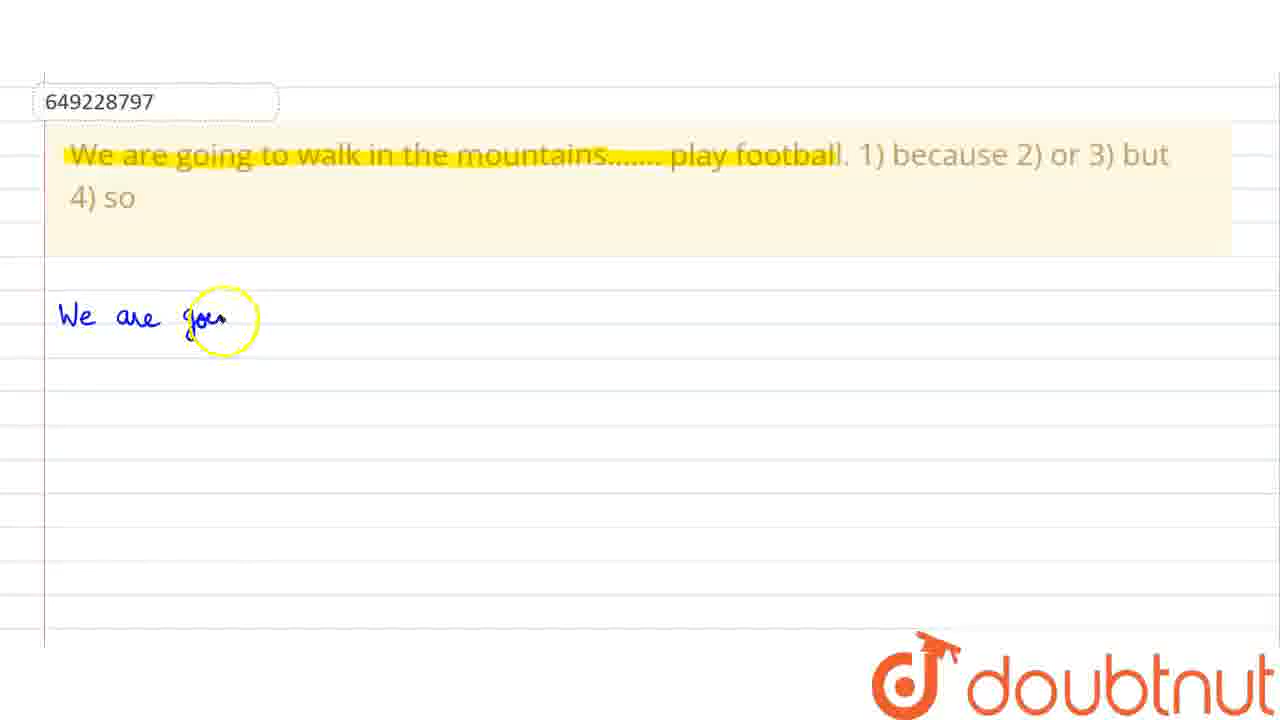 649228797
We are going to walk in the mountains....... play football. 1) because 2) or 3) but
4) so
We are goin
doubtnut